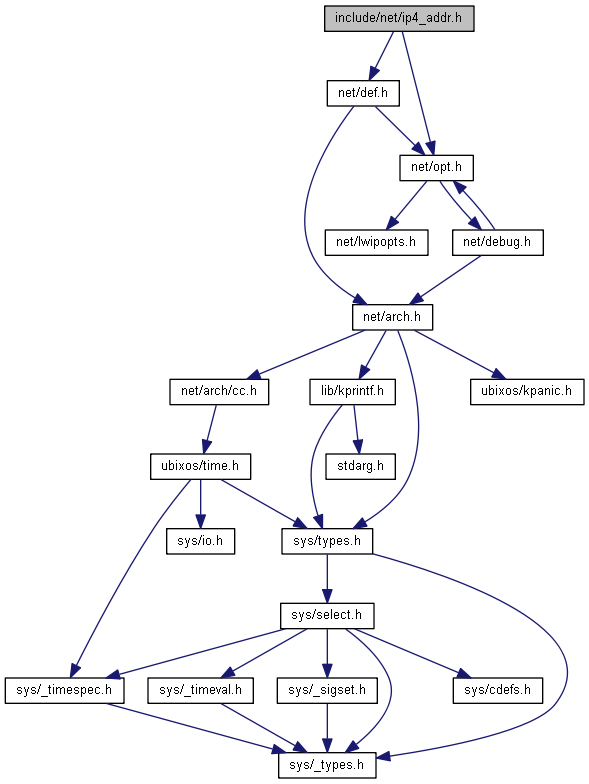 include/net/ip4_addr.h
net/def.h
net/opt.h
net/lwipopts.h
net/debug.h
net/arch.h
net/arch/cc.h
lib/kprintf.h
ubixos/kpanic.h
ubixos/time.h
stdarg.h
sys/io.h
sys/types.h
sys/select.h
sys/_timespec.h
sys/_timeval.h
sys/_sigset.h
sys/cdefs.h
sys/_types.h